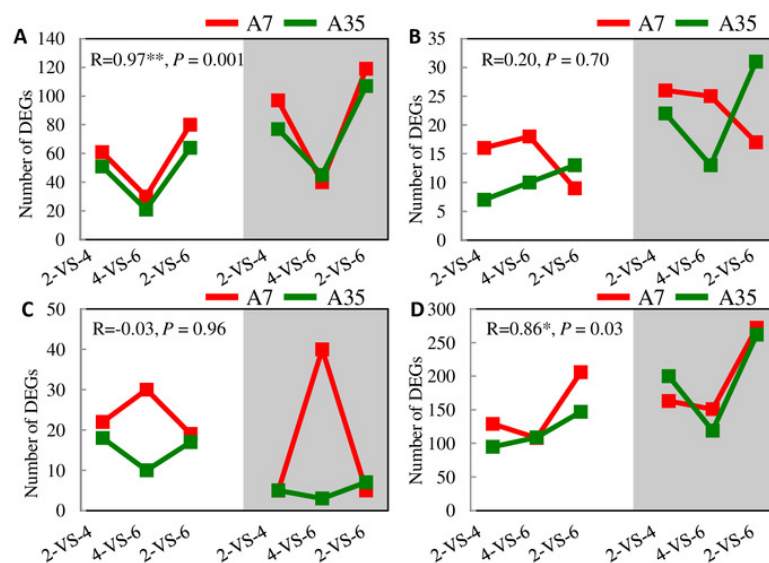 A7 A35
A
140
R=0.97**, P = 0.001
120
100
80
60
40
20
0
Number of DEGs
2-VS-4 4-VS-6 2-VS-6 2-VS-4 4-VS-6 2-VS-6
A7 A35
B
35
R=0.20, P = 0.70
30
25
20
15
10
5
0
Number of DEGs
2-VS-4 4-VS-6 2-VS-6 2-VS-4 4-VS-6 2-VS-6
A7 A35
C
50
R=-0.03, P = 0.96
40
30
20
10
0
Number of DEGs
2-VS-4 4-VS-6 2-VS-6 2-VS-4 4-VS-6 2-VS-6
A7 A35
D
300
R=0.86*, P = 0.03
250
200
150
100
50
0
Number of DEGs
2-VS-4 4-VS-6 2-VS-6 2-VS-4 4-VS-6 2-VS-6